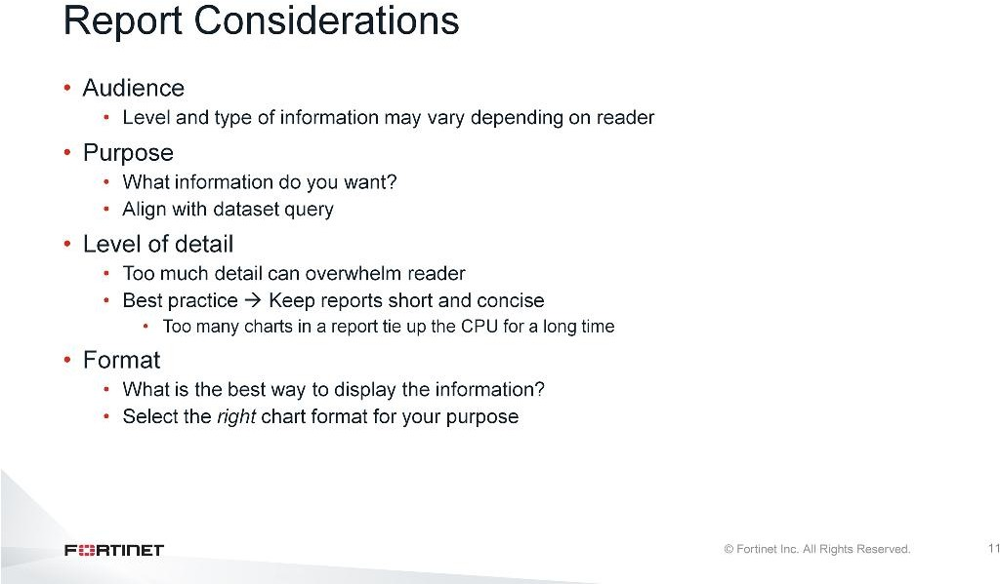 Report Considerations
• Audience
• Level and type of information may vary depending on reader
• Purpose
• What information do you want?
• Align with dataset query
• Level of detail
• Too much detail can overwhelm reader
• Best practice → Keep reports short and concise
• Too many charts in a report tie up the CPU for a long time
• Format
• What is the best way to display the information?
• Select the right chart format for your purpose
FORTINET
© Fortinet Inc. All Rights Reserved.
11